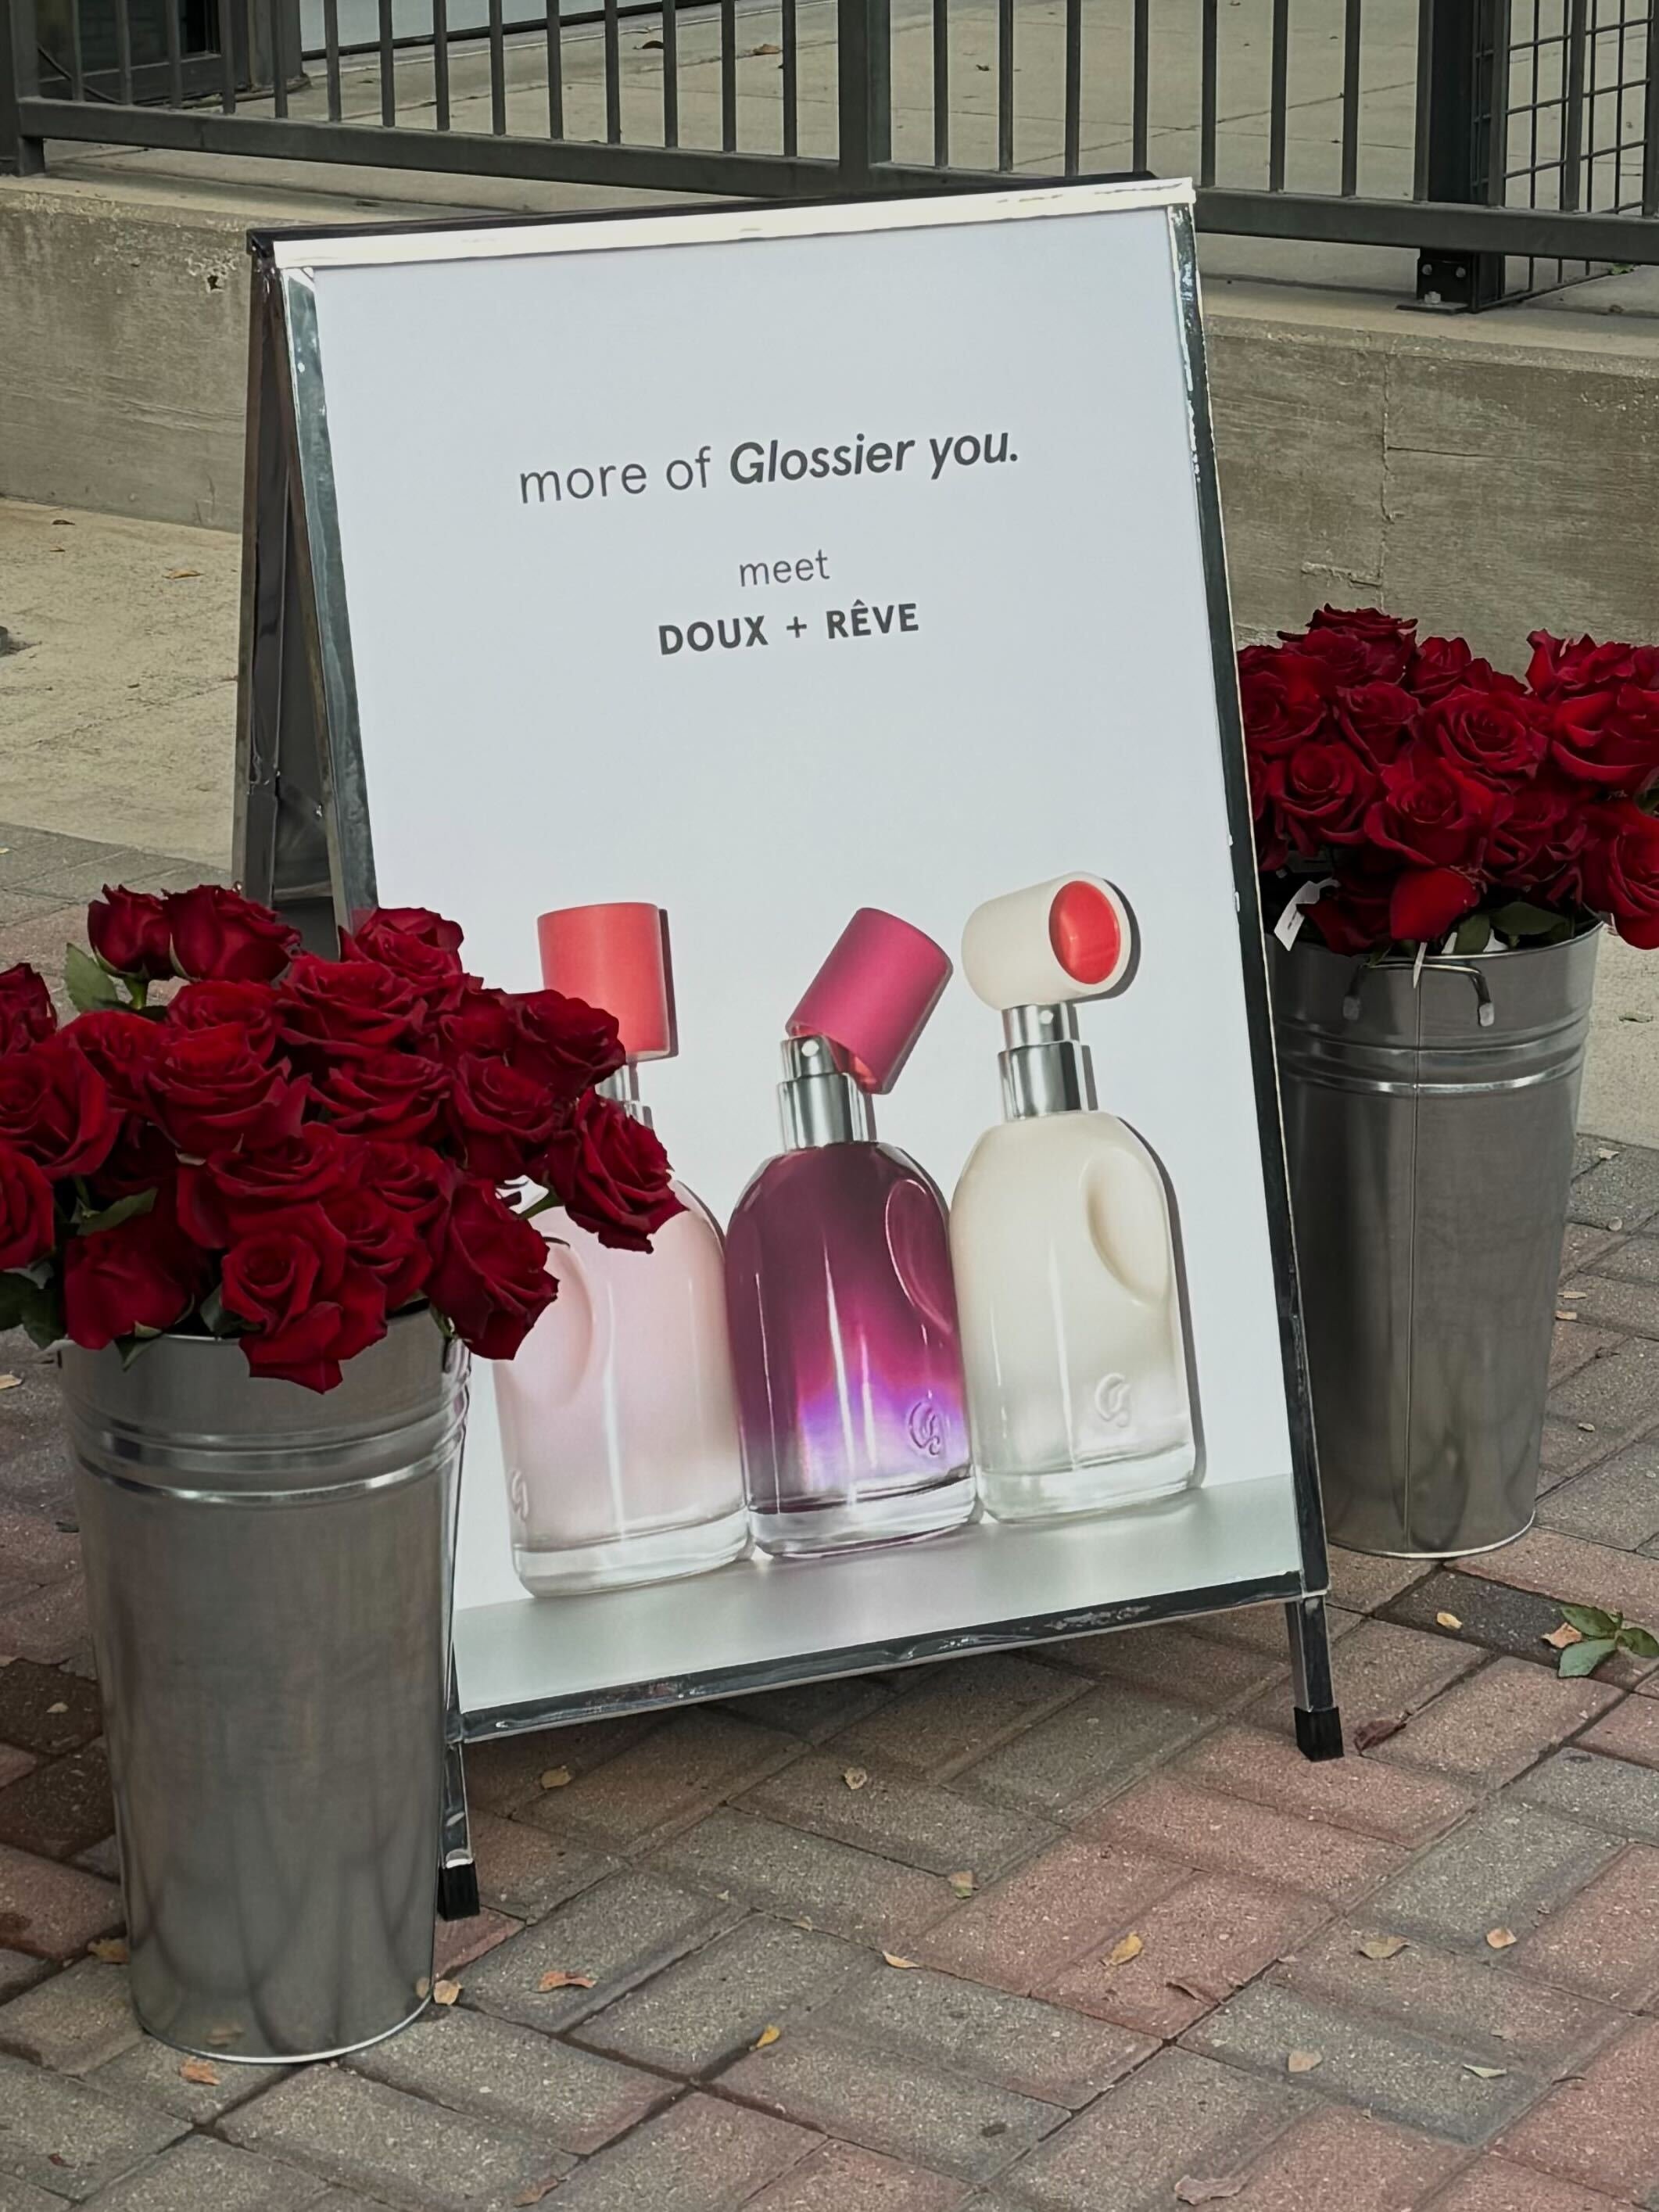 more of Glossier you.
meet
DOUX + RÊVE
G
G
G